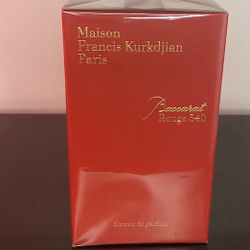 Maison
Francis Kurkdjian
Paris
Baccarat
Rouge 540
Extrait de parfum